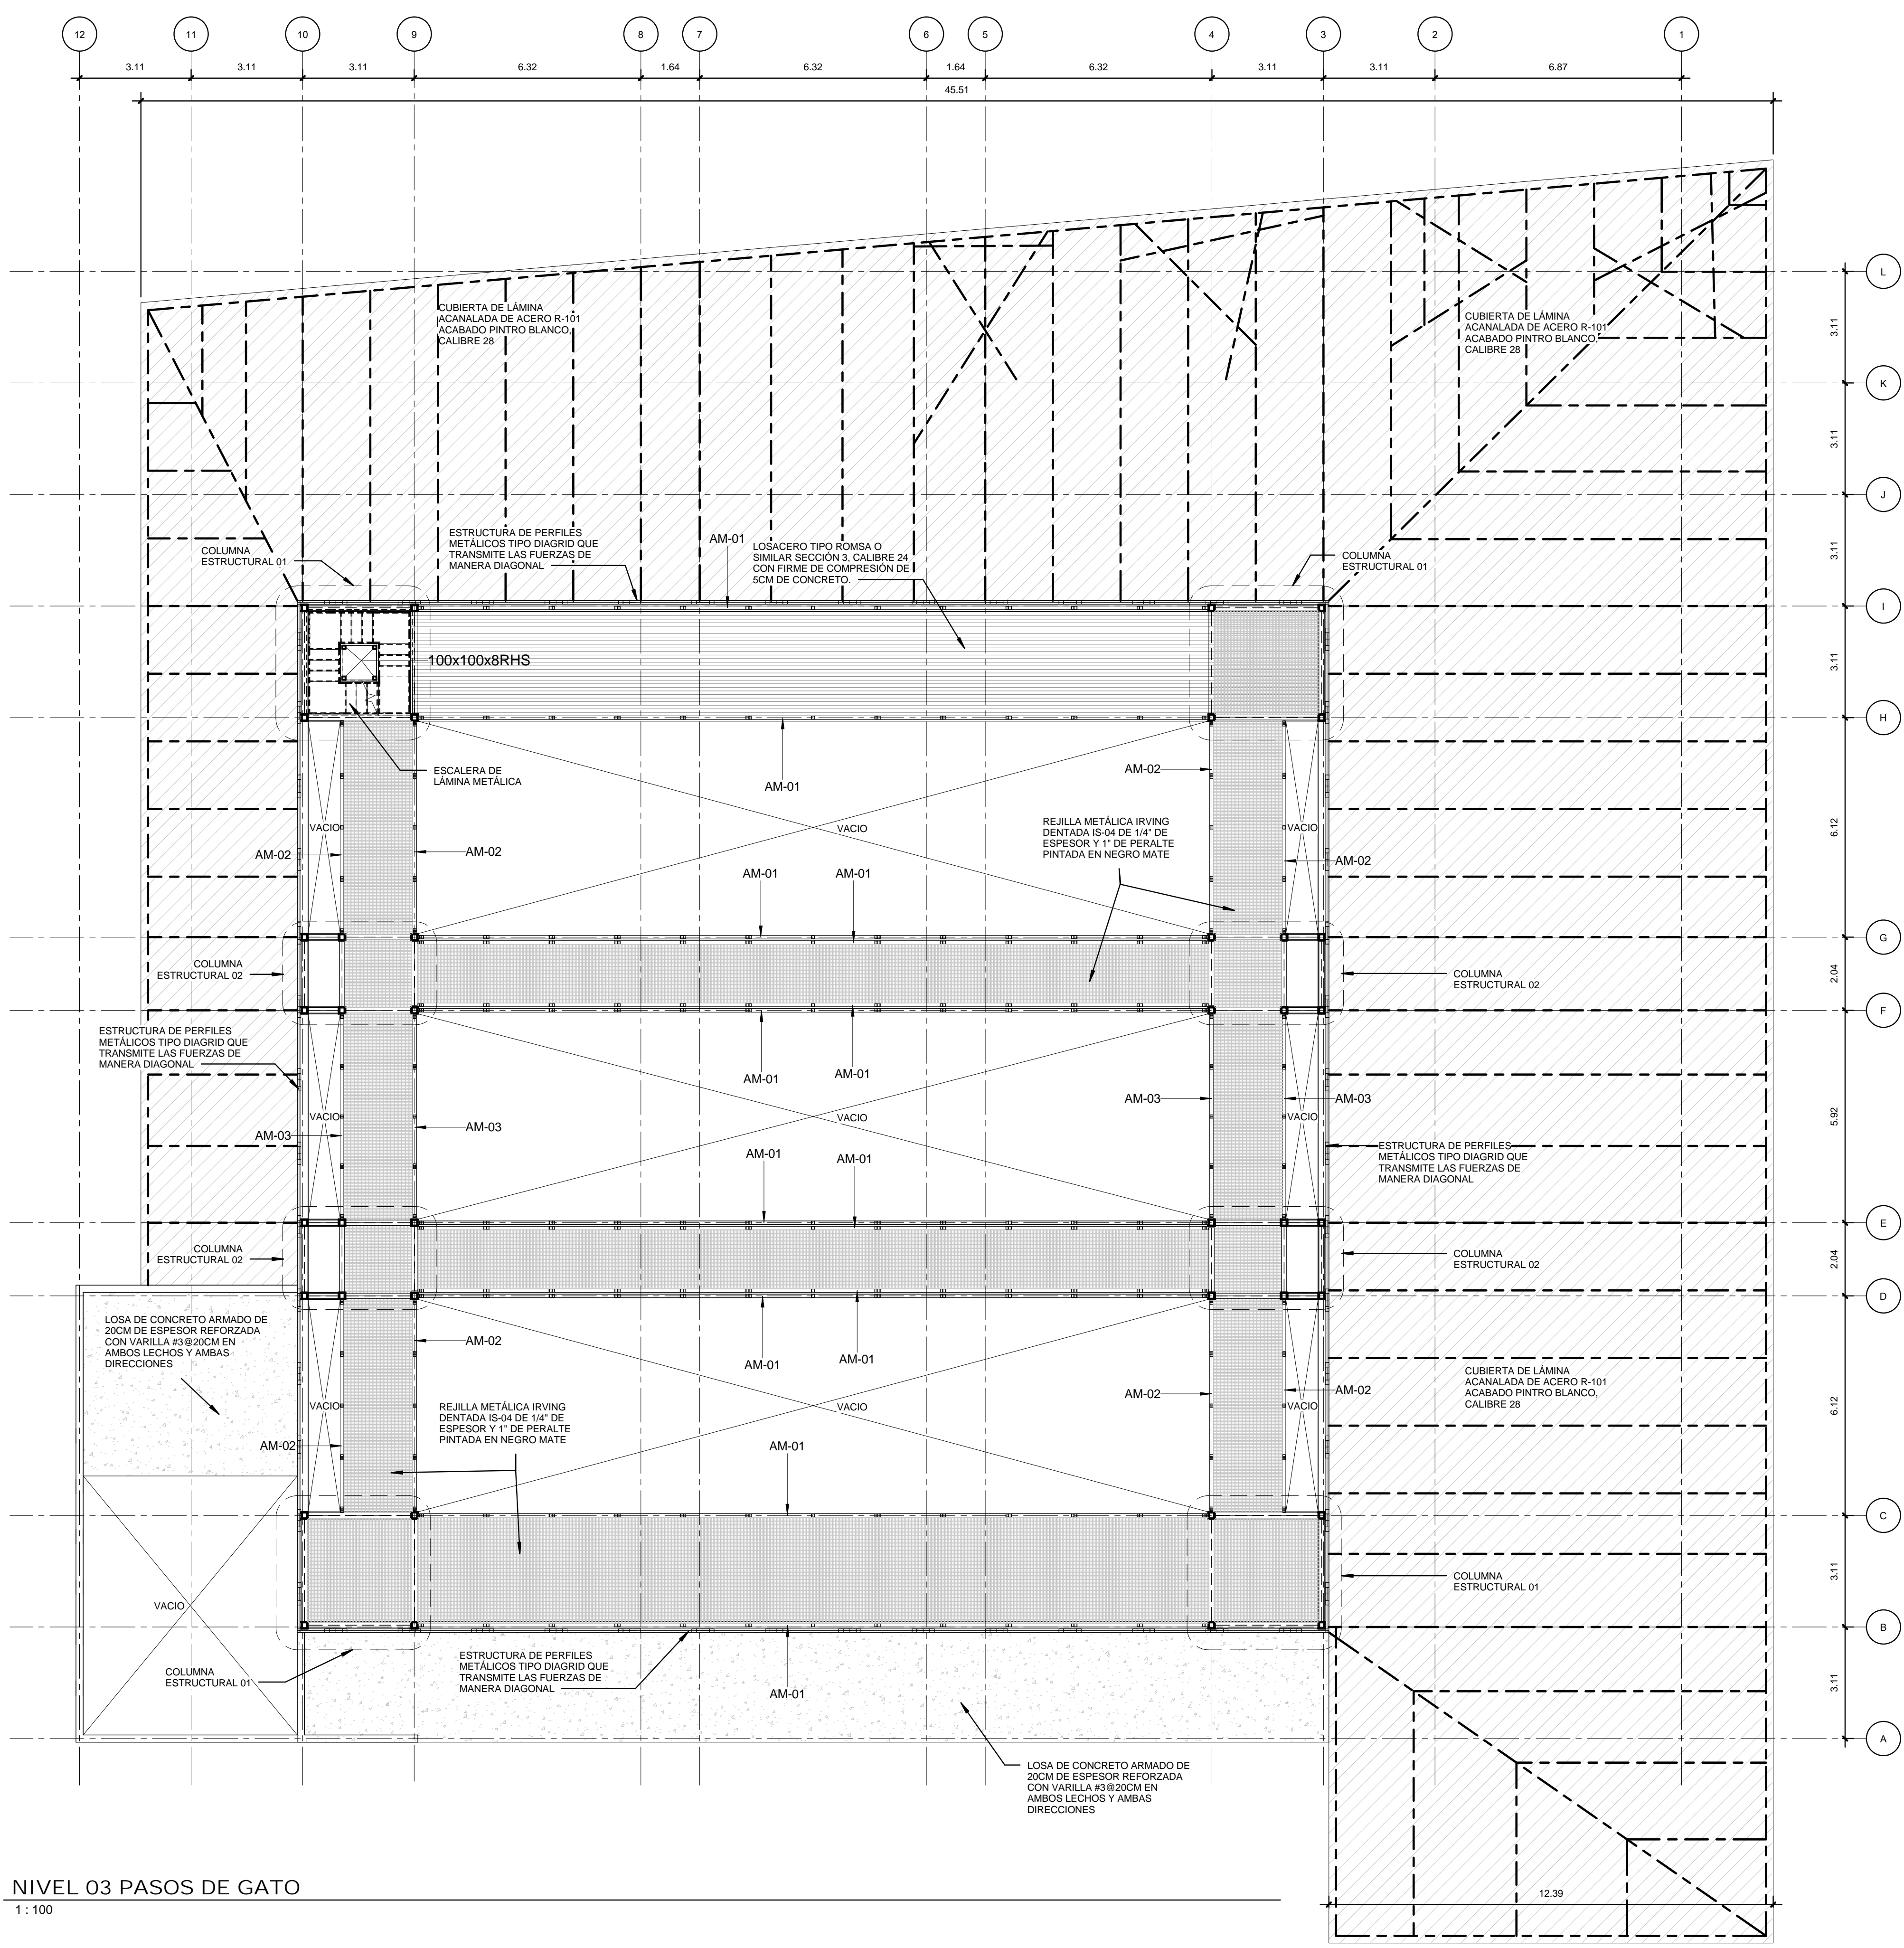 12
11
10
9
8
7
6
5
4
3
2
1
3.11
3.11
3.11
6.32
1.64
6.32
1.64
6.32
3.11
3.11
6.87
45.51
L
3.11
K
3.11
J
3.11
I
3.11
H
6.12
G
2.04
F
5.92
E
2.04
D
6.12
C
3.11
B
3.11
A
CUBIERTA DE LÁMINA
ACANALADA DE ACERO R-101
ACABADO PINTRO BLANCO,
CALIBRE 28
CUBIERTA DE LÁMINA
ACANALADA DE ACERO R-101
ACABADO PINTRO BLANCO,
CALIBRE 28
COLUMNA
ESTRUCTURAL 01
ESTRUCTURA DE PERFILES
METÁLICOS TIPO DIAGRID QUE
TRANSMITE LAS FUERZAS DE
MANERA DIAGONAL
AM-01
LOSACERO TIPO ROMSA O
SIMILAR SECCIÓN 3, CALIBRE 24
CON FIRME DE COMPRESIÓN DE
5CM DE CONCRETO.
COLUMNA
ESTRUCTURAL 01
100x100x8RHS
ESCALERA DE
LÁMINA METÁLICA
AM-01
AM-02
VACIO
VACIO
VACIO
REJILLA METÁLICA IRVING
DENTADA IS-04 DE 1/4" DE
ESPESOR Y 1" DE PERALTE
PINTADA EN NEGRO MATE
AM-02
AM-02
AM-02
AM-01
AM-01
COLUMNA
ESTRUCTURAL 02
COLUMNA
ESTRUCTURAL 02
ESTRUCTURA DE PERFILES
METÁLICOS TIPO DIAGRID QUE
TRANSMITE LAS FUERZAS DE
MANERA DIAGONAL
AM-01
AM-01
AM-03
AM-03
VACIO
VACIO
VACIO
AM-03
AM-03
AM-01
AM-01
ESTRUCTURA DE PERFILES
METÁLICOS TIPO DIAGRID QUE
TRANSMITE LAS FUERZAS DE
MANERA DIAGONAL
COLUMNA
ESTRUCTURAL 02
COLUMNA
ESTRUCTURAL 02
LOSA DE CONCRETO ARMADO DE
20CM DE ESPESOR REFORZADA
CON VARILLA #3@20CM EN
AMBOS LECHOS Y AMBAS
DIRECCIONES
AM-02
AM-01
AM-01
AM-02
AM-02
CUBIERTA DE LÁMINA
ACANALADA DE ACERO R-101
ACABADO PINTRO BLANCO,
CALIBRE 28
VACIO
VACIO
VACIO
REJILLA METÁLICA IRVING
DENTADA IS-04 DE 1/4" DE
ESPESOR Y 1" DE PERALTE
PINTADA EN NEGRO MATE
AM-02
AM-01
COLUMNA
ESTRUCTURAL 01
VACIO
COLUMNA
ESTRUCTURAL 01
ESTRUCTURA DE PERFILES
METÁLICOS TIPO DIAGRID QUE
TRANSMITE LAS FUERZAS DE
MANERA DIAGONAL
AM-01
LOSA DE CONCRETO ARMADO DE
20CM DE ESPESOR REFORZADA
CON VARILLA #3@20CM EN
AMBOS LECHOS Y AMBAS
DIRECCIONES
12.39
NIVEL 03 PASOS DE GATO
1 : 100